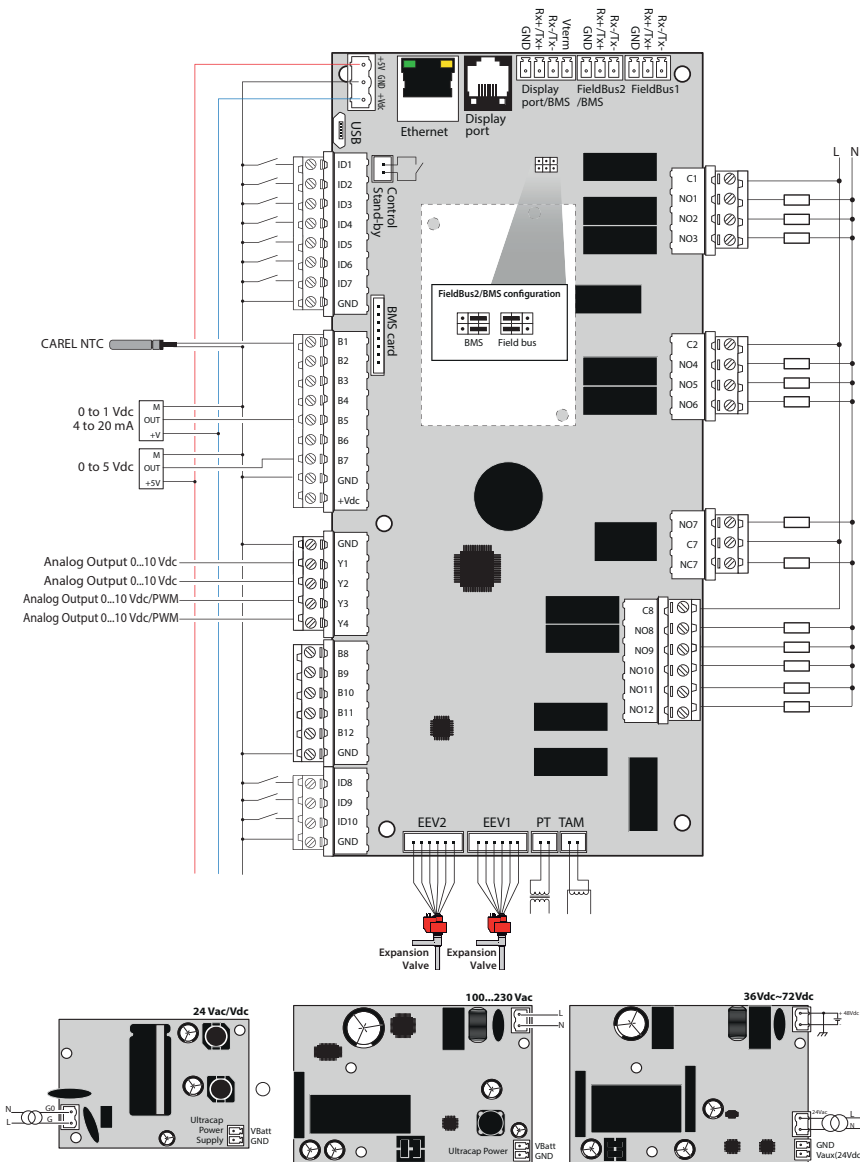 GND
Rx+/Tx+
Rx-/Tx-
Vterm
GND
Rx+/Tx+
Rx-/Tx-
GND
Rx+/Tx+
Rx-/Tx-
+5V
GND
+Vdc
Display port/BMS
FieldBus2 /BMS
FieldBus1
Ethernet
Display port
USB
L N
ID1
ID2
ID3
ID4
ID5
ID6
ID7
GND
Control Stand-by
C1
NO1
NO2
NO3
FieldBus2/BMS configuration
BMS Field bus
BMS card
CAREL NTC
B1
B2
B3
B4
B5
B6
B7
GND
+Vdc
M
0 to 1 Vdc
4 to 20 mA
OUT
+V
M
0 to 5 Vdc
OUT
+5V
C2
NO4
NO5
NO6
GND
Y1
Y2
Y3
Y4
Analog Output 0...10 Vdc
Analog Output 0...10 Vdc
Analog Output 0...10 Vdc/PWM
Analog Output 0...10 Vdc/PWM
NO7
C7
NC7
C8
NO8
NO9
NO10
NO11
NO12
B8
B9
B10
B11
B12
GND
ID8
ID9
ID10
GND
EEV2
EEV1
PT
TAM
Expansion Valve
Expansion Valve
24 Vac/Vdc
N
L
G0
G
Ultracap
Power
Supply
VBatt
GND
100...230 Vac
L
N
Ultracap Power
VBatt
GND
36Vdc~72Vdc
+ 48Vdc
-
24Vac
L
N
GND
Vaux(24Vdc